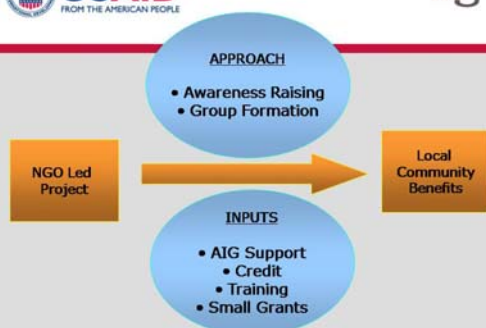 FROM THE AMERICAN PEOPLE
APPROACH
• Awareness Raising
• Group Formation
NGO Led
Project
Local
Community
Benefits
INPUTS
• AIG Support
• Credit
• Training
• Small Grants